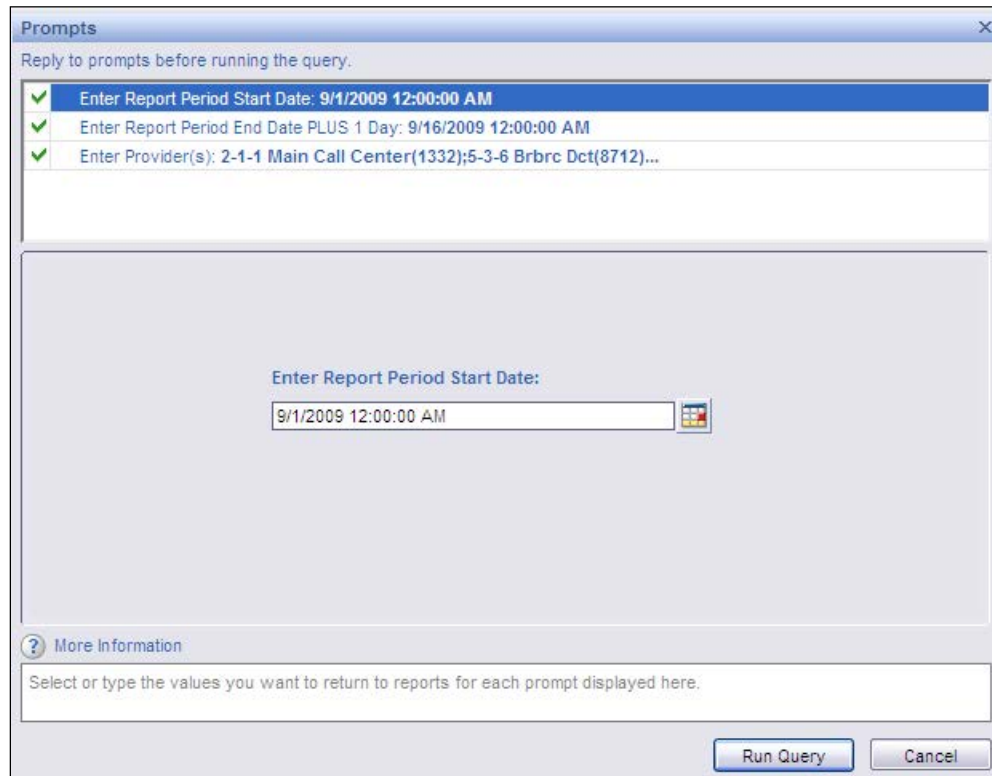 Prompts
Reply to prompts before running the query.
Enter Report Period Start Date: 9/1/2009 12:00:00 AM
Enter Report Period End Date PLUS 1 Day: 9/16/2009 12:00:00 AM
Enter Provider(s): 2-1-1 Main Call Center(1332);5-3-6 Brbrc Dct(8712)...
Enter Report Period Start Date:
9/1/2009 12:00:00 AM
? More Information
Select or type the values you want to return to reports for each prompt displayed here.
Run Query Cancel